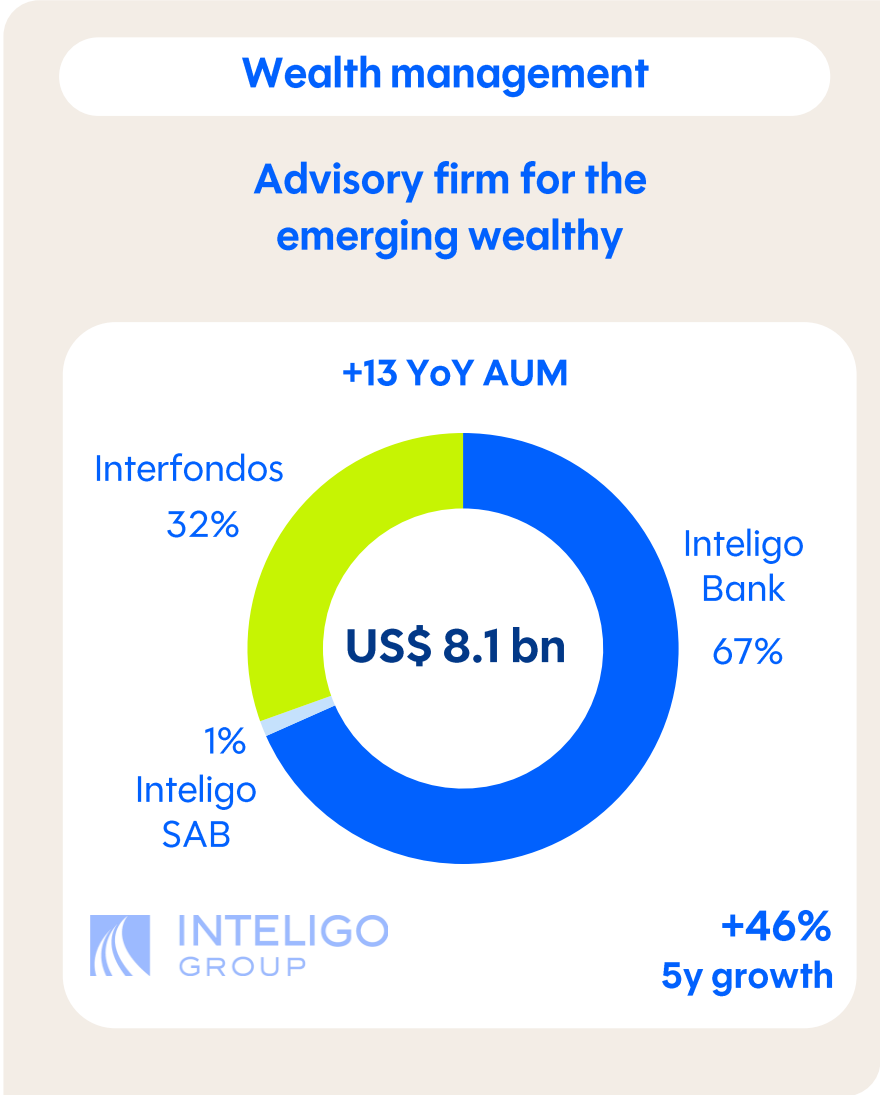 Wealth management
Advisory firm for the
emerging wealthy
+13 YoY AUM
Interfondos
32%
Inteligo
Bank
67%
US$ 8.1 bn
1%
Inteligo
SAB
INTELIGO
GROUP
+46%
5y growth